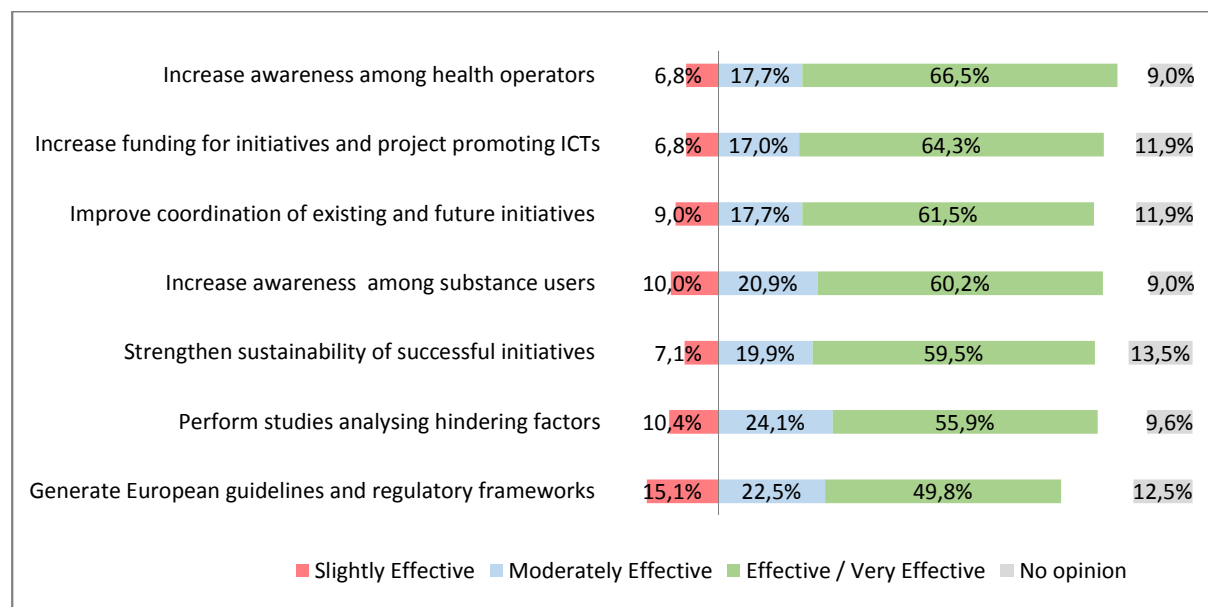 Increase awareness among health operators 6,8% 17,7% 66,5% 9,0%
Increase funding for initiatives and project promoting ICTs 6,8% 17,0% 64,3% 11,9%
Improve coordination of existing and future initiatives 9,0% 17,7% 61,5% 11,9%
Increase awareness among substance users 10,0% 20,9% 60,2% 9,0%
Strengthen sustainability of successful initiatives 7,1% 19,9% 59,5% 13,5%
Perform studies analysing hindering factors 10,4% 24,1% 55,9% 9,6%
Generate European guidelines and regulatory frameworks 15,1% 22,5% 49,8% 12,5%
Slightly Effective Moderately Effective Effective / Very Effective No opinion